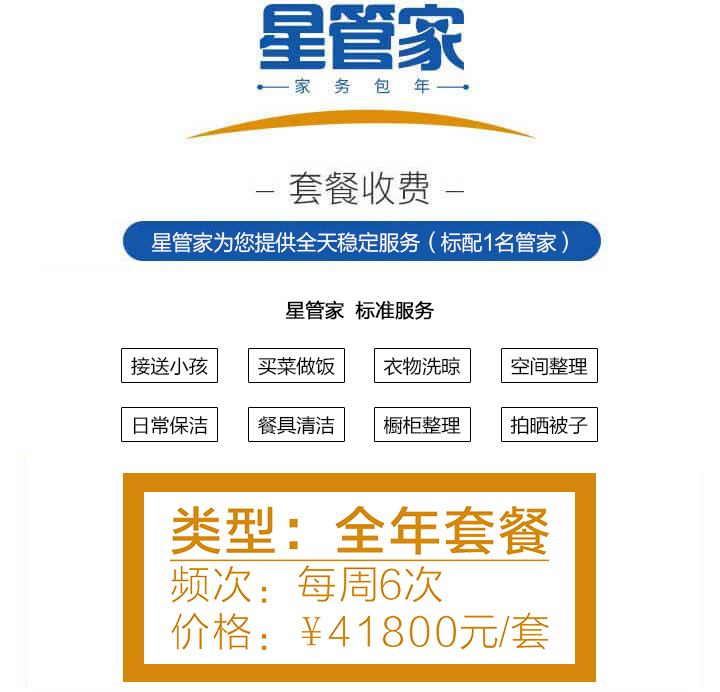 星管家
家务包年
– 套餐收费 –
星管家为您提供全天稳定服务（标配1名管家）
星管家 标准服务
接送小孩 买菜做饭 衣物洗晾 空间整理
日常保洁 餐具清洁 橱柜整理 拍晒被子
类型：全年套餐
频次：每周6次
价格：￥41800元/套